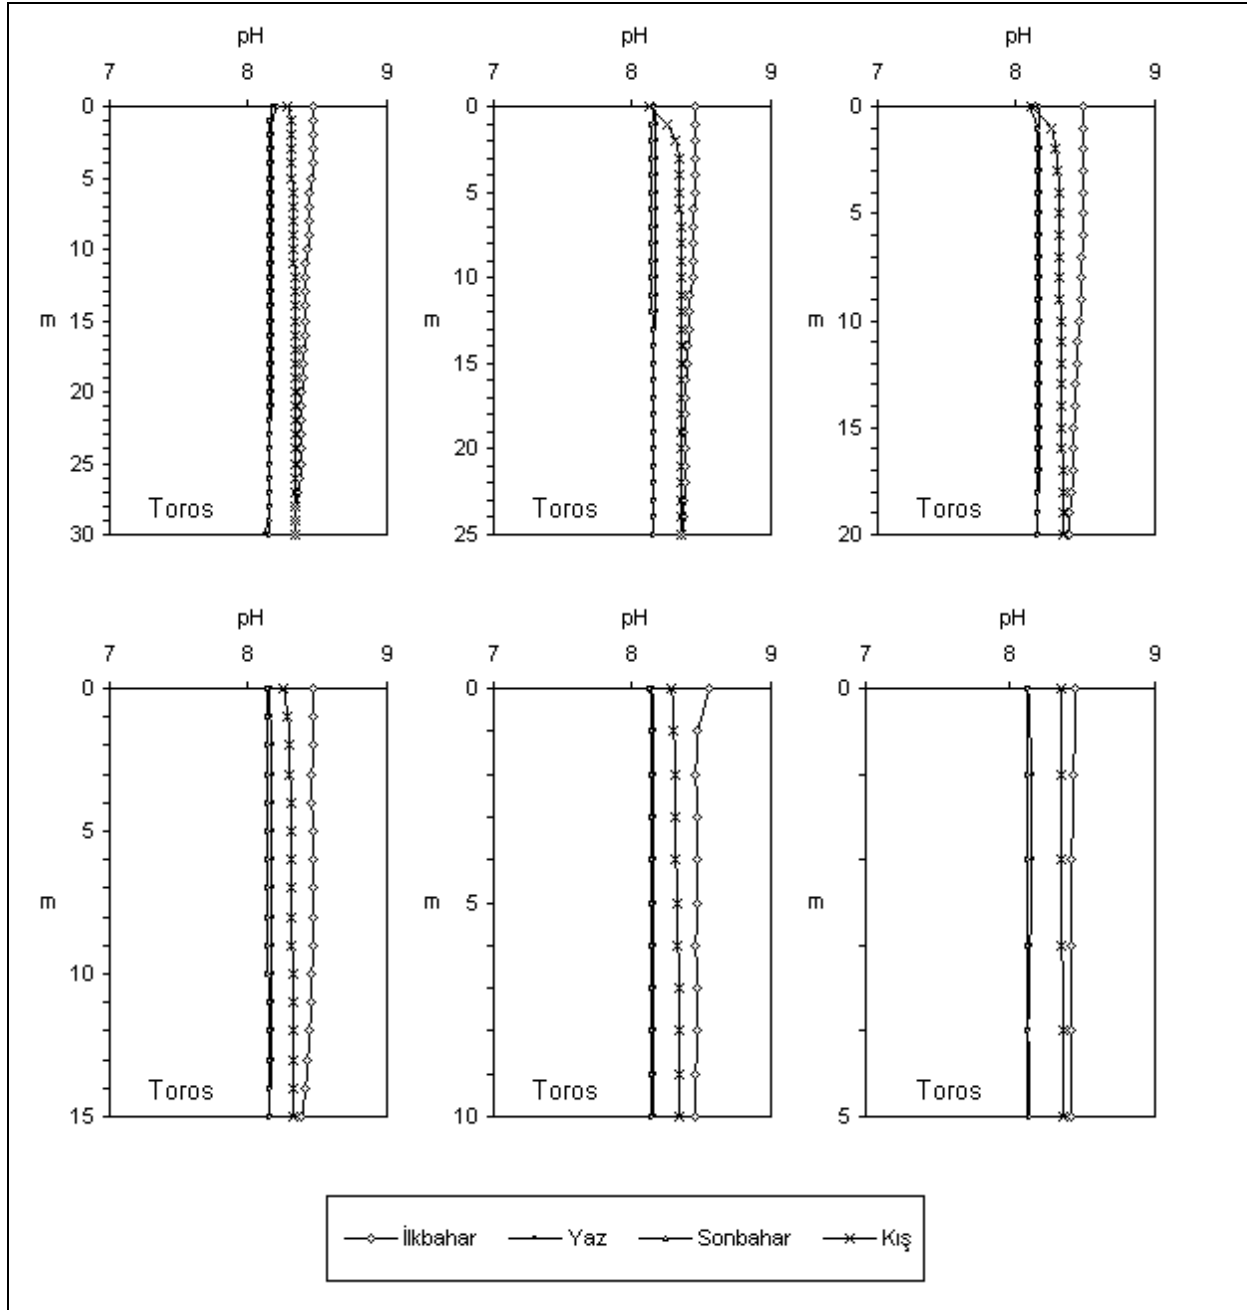 pH pH pH
7 8 9 7 8 9 7 8 9
0 0 0
5 5
5
10
10 10
m 15 m m
15
20 15
25 20
Toros Toros Toros
30 25 20
pH pH pH
7 8 9 7 8 9 7 8 9
0 0 0
5
m m 5 m
10
Toros Toros Toros
15 10 5
İlkbahar Yaz Sonbahar Kış